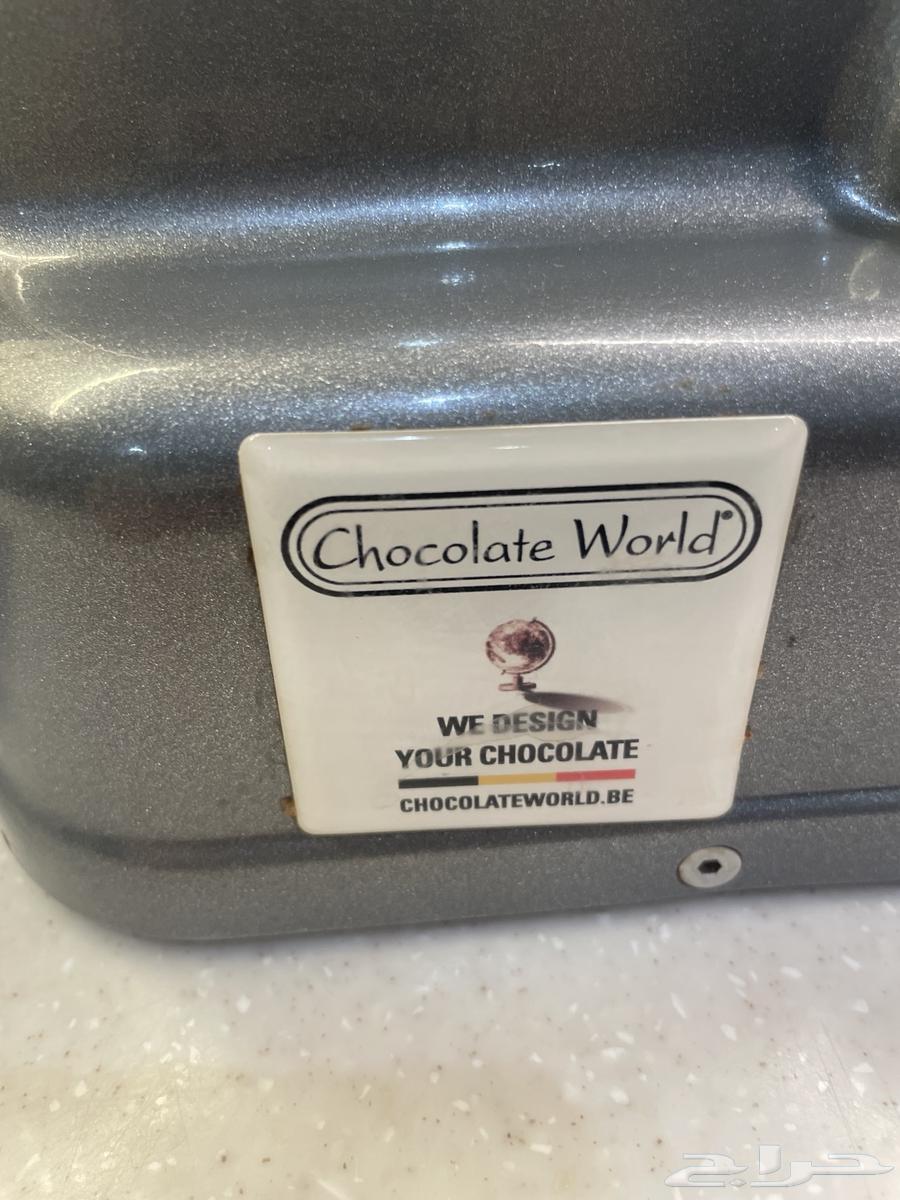 Chocolate World®
WE DESIGN
YOUR CHOCOLATE
CHOCOLATEWORLD.BE
حراج